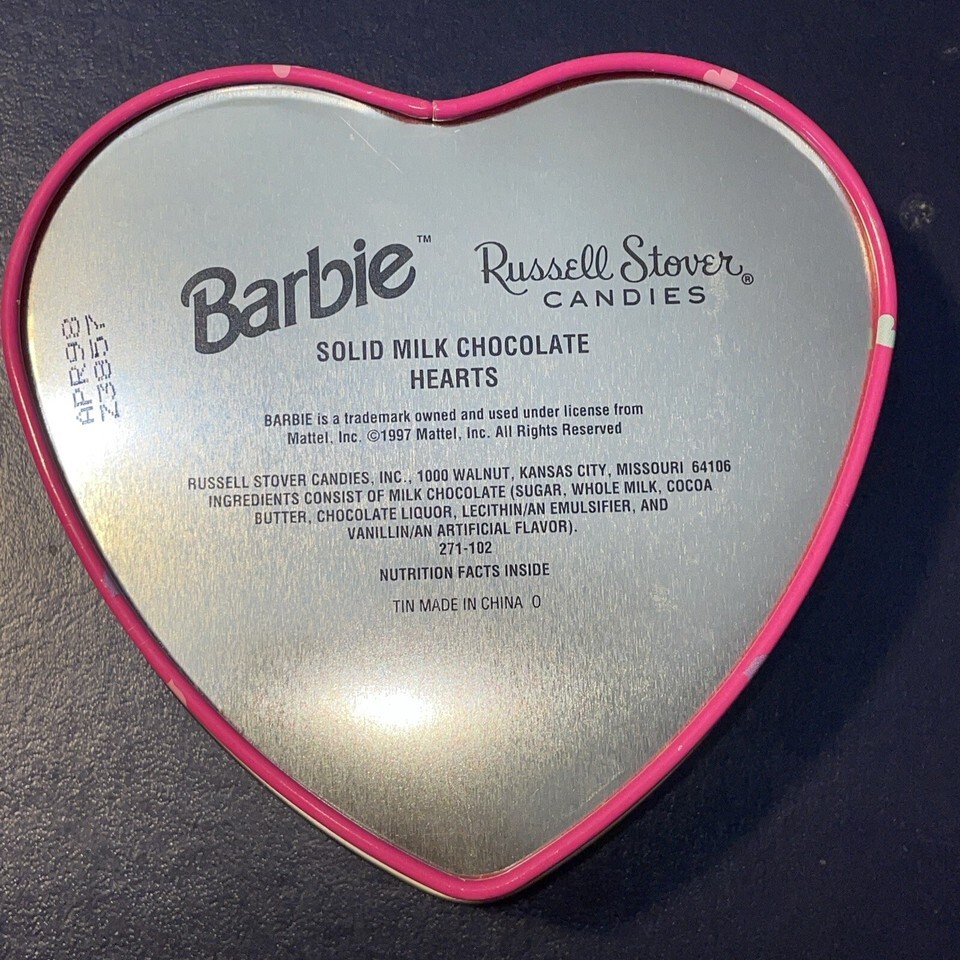 Barbie™
Russell Stover®
CANDIES
SOLID MILK CHOCOLATE
HEARTS
BARBIE is a trademark owned and used under license from
Mattel, Inc. ©1997 Mattel, Inc. All Rights Reserved
RUSSELL STOVER CANDIES, INC., 1000 WALNUT, KANSAS CITY, MISSOURI 64106
INGREDIENTS CONSIST OF MILK CHOCOLATE (SUGAR, WHOLE MILK, COCOA
BUTTER, CHOCOLATE LIQUOR, LECITHIN/AN EMULSIFIER, AND
VANILLIN/AN ARTIFICIAL FLAVOR).
271-102
NUTRITION FACTS INSIDE
TIN MADE IN CHINA O
APR98
Z3857